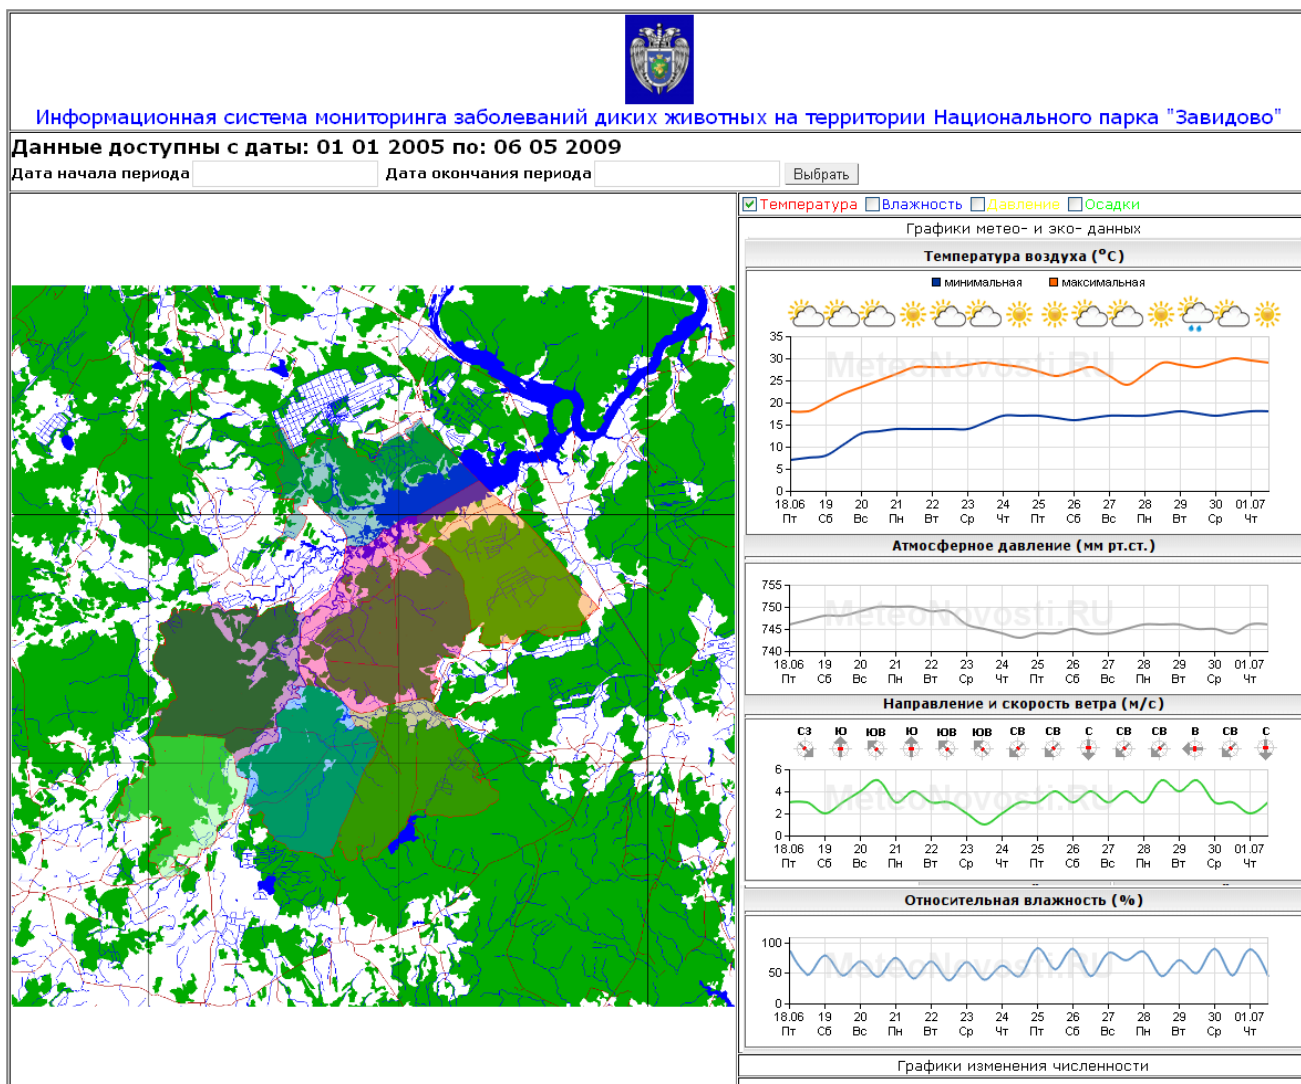 Информационная система мониторинга заболеваний диких животных на территории Национального парка "Завидово"
Данные доступны с даты: 01 01 2005 по: 06 05 2009
Дата начала периода Дата окончания периода Выбрать
Температура Влажность Давление Осадки
Графики метео- и эко- данных
Температура воздуха (°C)
минимальная максимальная
MeteoNovosti.RU
35
30
25
20
15
10
5
0
18.06 19 20 21 22 23 24 25 26 27 28 29 30 01.07
Пт Сб Вс Пн Вт Ср Чт Пт Сб Вс Пн Вт Ср Чт
Атмосферное давление (мм рт.ст.)
MeteoNovosti.RU
755
750
745
740
18.06 19 20 21 22 23 24 25 26 27 28 29 30 01.07
Пт Сб Вс Пн Вт Ср Чт Пт Сб Вс Пн Вт Ср Чт
Направление и скорость ветра (м/с)
СЗ Ю ЮВ Ю ЮВ ЮВ СВ СВ С СВ СВ В СВ С
MeteoNovosti.RU
6
4
2
0
18.06 19 20 21 22 23 24 25 26 27 28 29 30 01.07
Пт Сб Вс Пн Вт Ср Чт Пт Сб Вс Пн Вт Ср Чт
Относительная влажность (%)
MeteoNovosti.RU
100
50
0
18.06 19 20 21 22 23 24 25 26 27 28 29 30 01.07
Пт Сб Вс Пн Вт Ср Чт Пт Сб Вс Пн Вт Ср Чт
Графики изменения численности